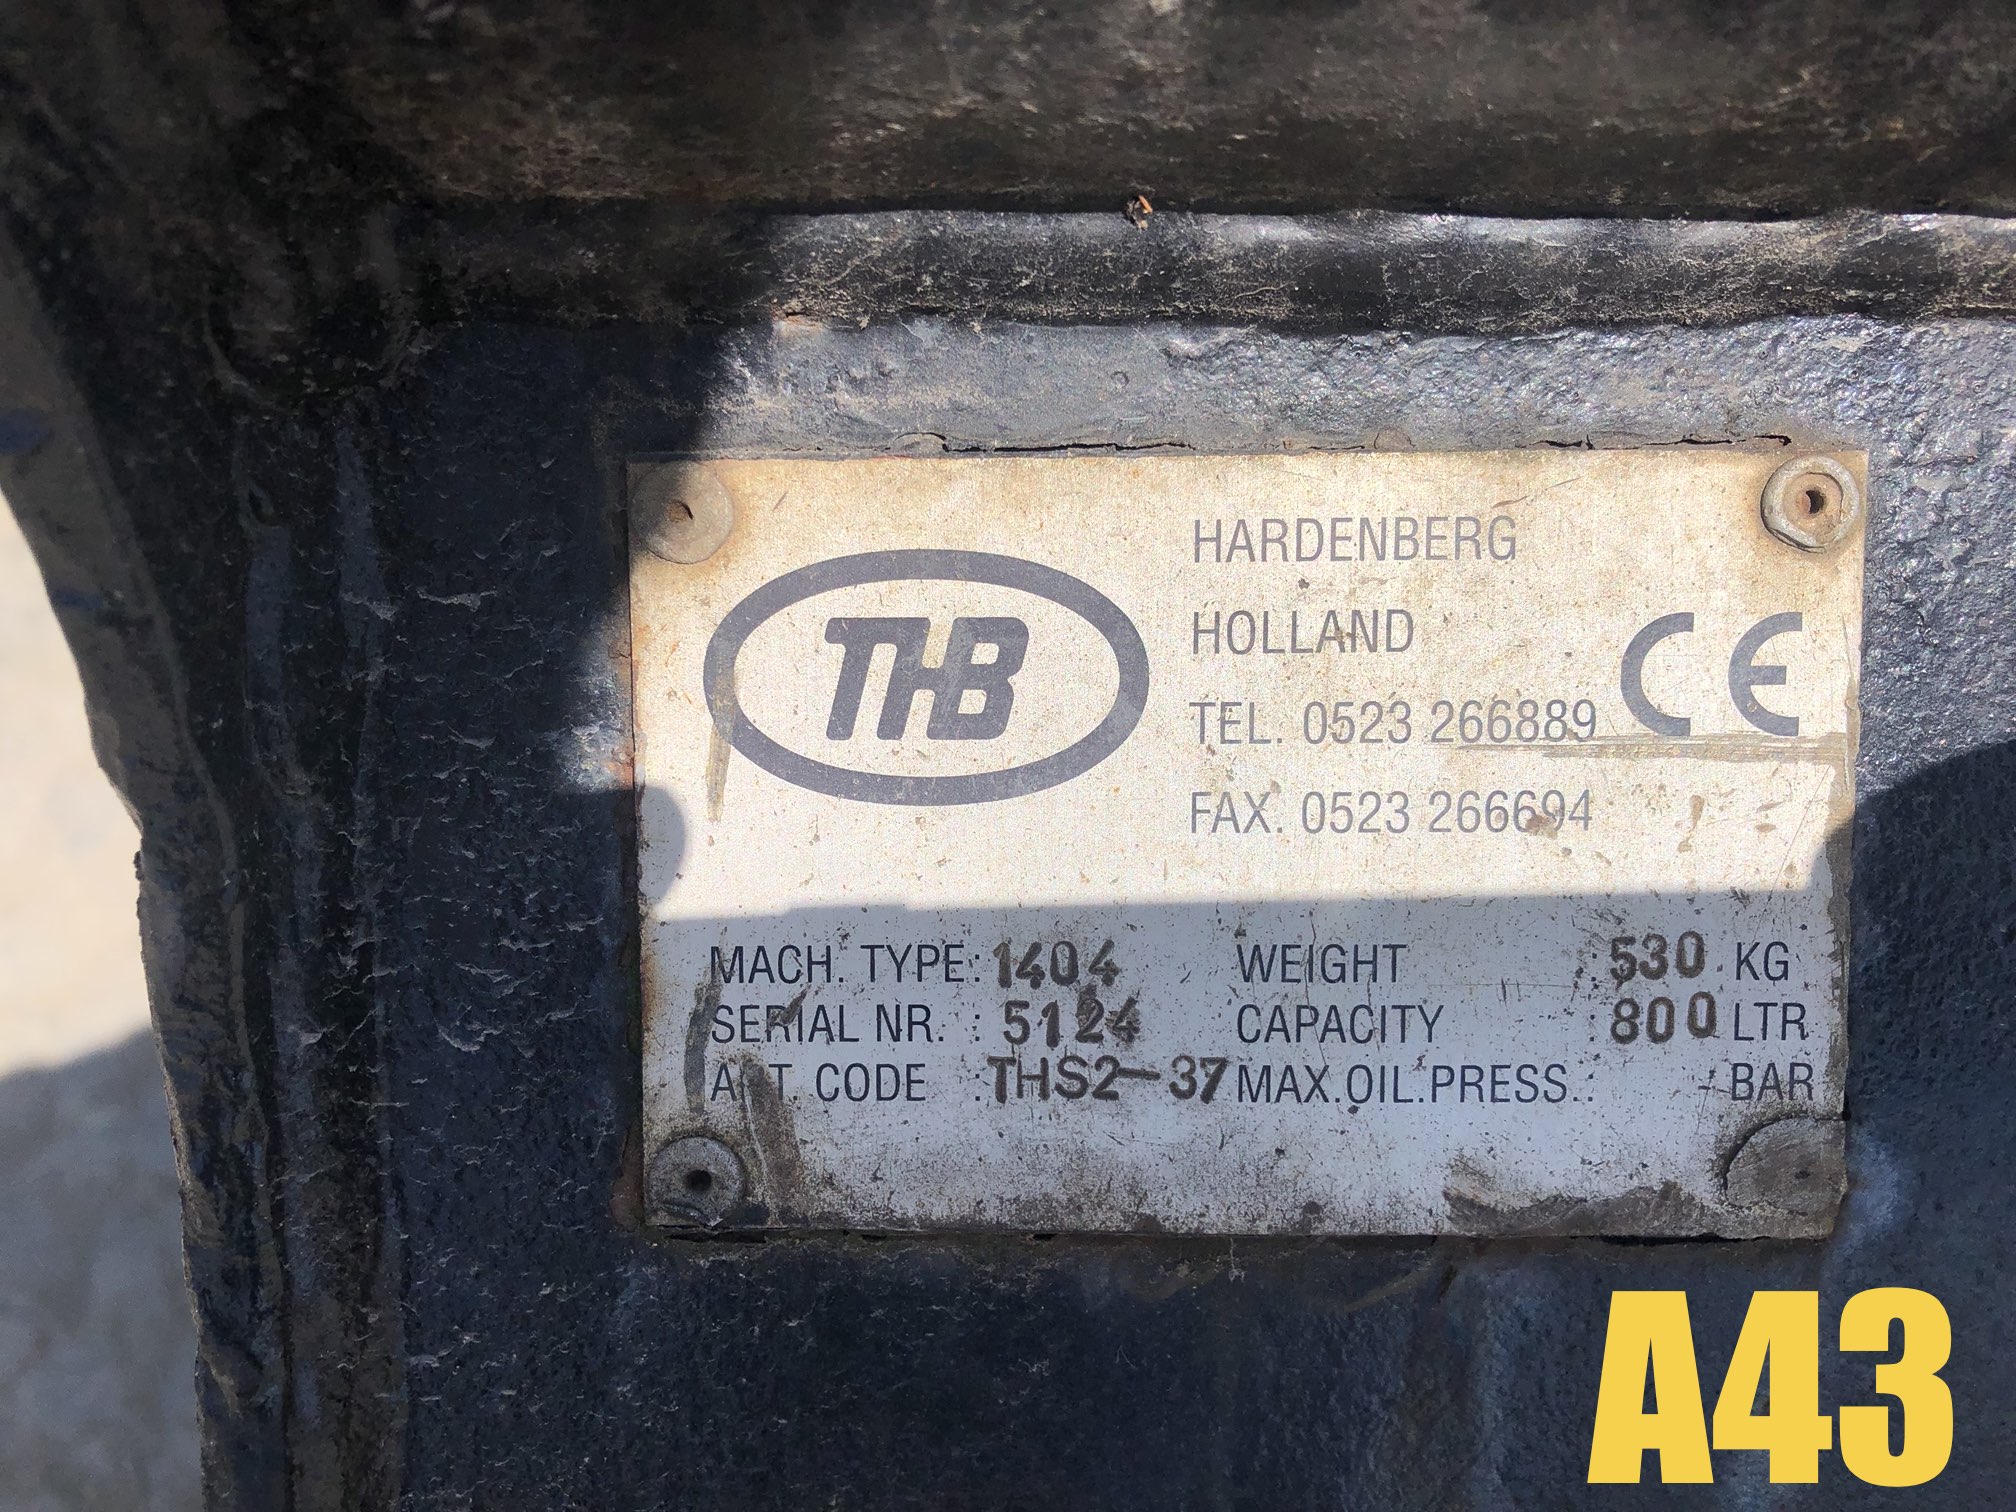 THB
HARDENBERG
HOLLAND
TEL. 0523 266889
FAX. 0523 266694
CE
MACH. TYPE: 1404 WEIGHT : 530 KG
SERIAL NR. : 5124 CAPACITY : 800 LTR
ART. CODE : THS2-37 MAX.OIL.PRESS.: - BAR
A43